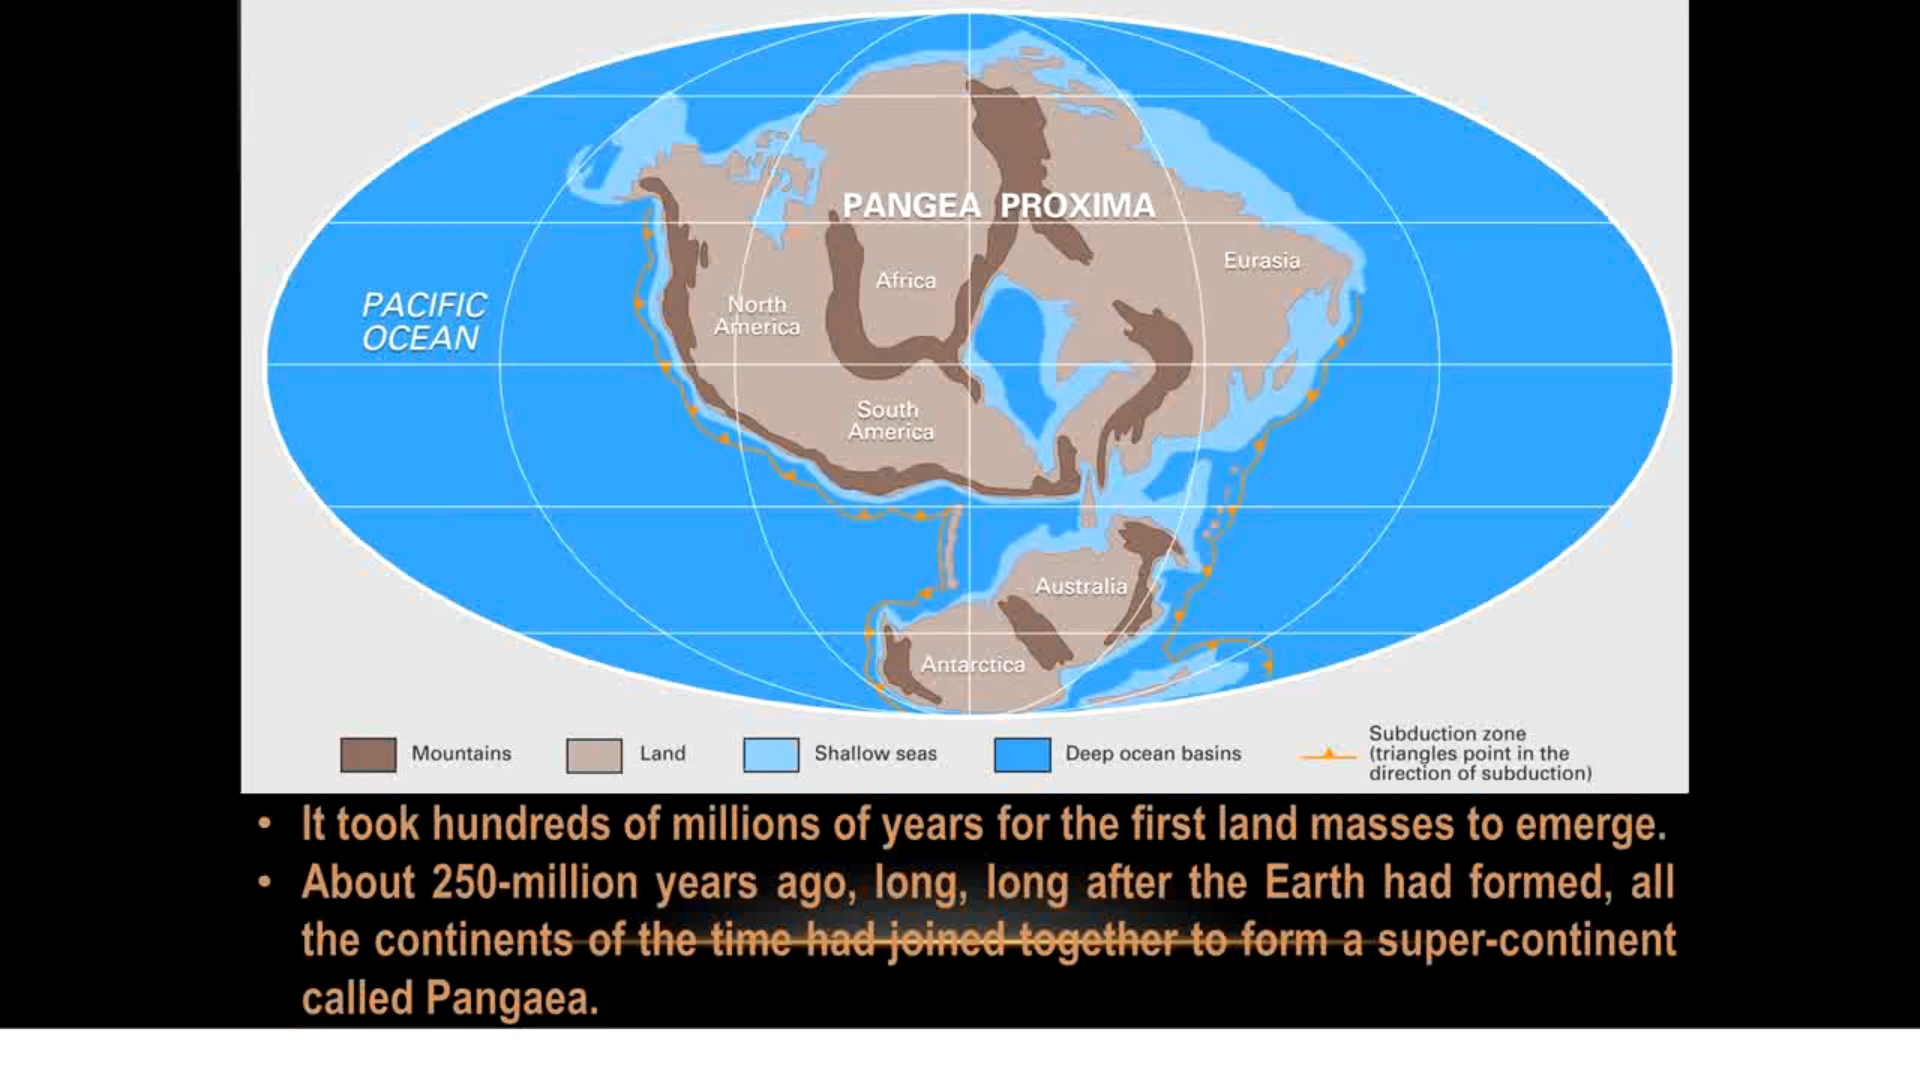 PANGEA PROXIMA
Eurasia
Africa
PACIFIC
OCEAN
North
America
South
America
Australia
Antarctica
Mountains
Land
Shallow seas
Deep ocean basins
Subduction zone
(triangles point in the
direction of subduction)
• It took hundreds of millions of years for the first land masses to emerge.
• About 250-million years ago, long, long after the Earth had formed, all
the continents of the time had joined together to form a super-continent
called Pangaea.